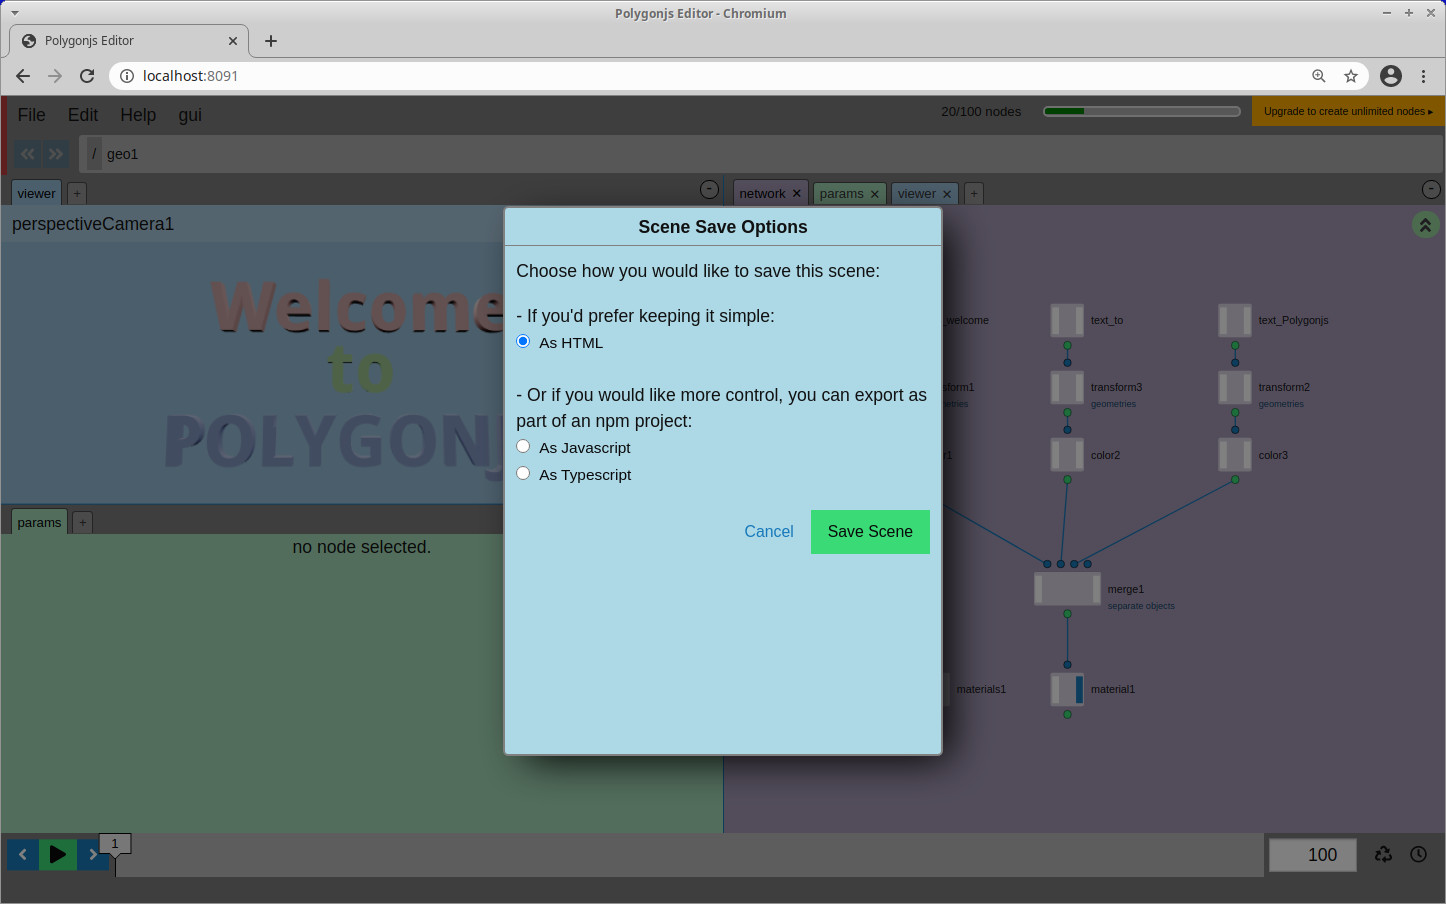 Polygonjs Editor - Chromium
Polygonjs Editor
localhost:8091
File Edit Help gui
20/100 nodes
Upgrade to create unlimited nodes ▸
/ geo1
viewer +
network params viewer +
perspectiveCamera1
Welcome
to
POLYGONJ
Scene Save Options
Choose how you would like to save this scene:
- If you'd prefer keeping it simple:
As HTML
- Or if you would like more control, you can export as
part of an npm project:
As Javascript
As Typescript
Cancel
Save Scene
_welcome
text_to
text_Polygonjs
transform3
geometries
transform2
geometries
color2
color3
merge1
separate objects
materials1
material1
params +
no node selected.
1
100